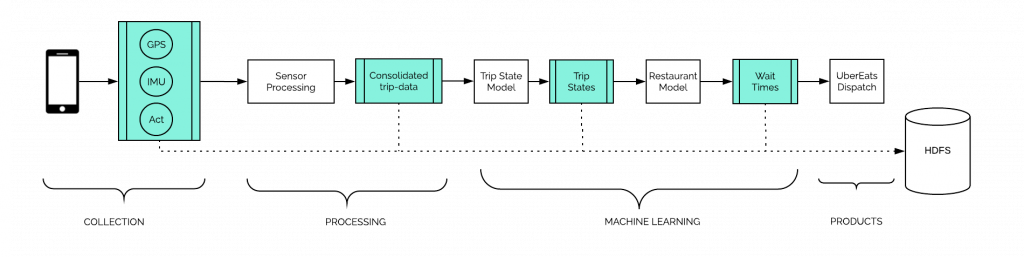 GPS
IMU
Act
Sensor
Processing
Consolidated
trip-data
Trip State
Model
Trip
States
Restaurant
Model
Wait
Times
UberEats
Dispatch
HDFS
COLLECTION
PROCESSING
MACHINE LEARNING
PRODUCTS